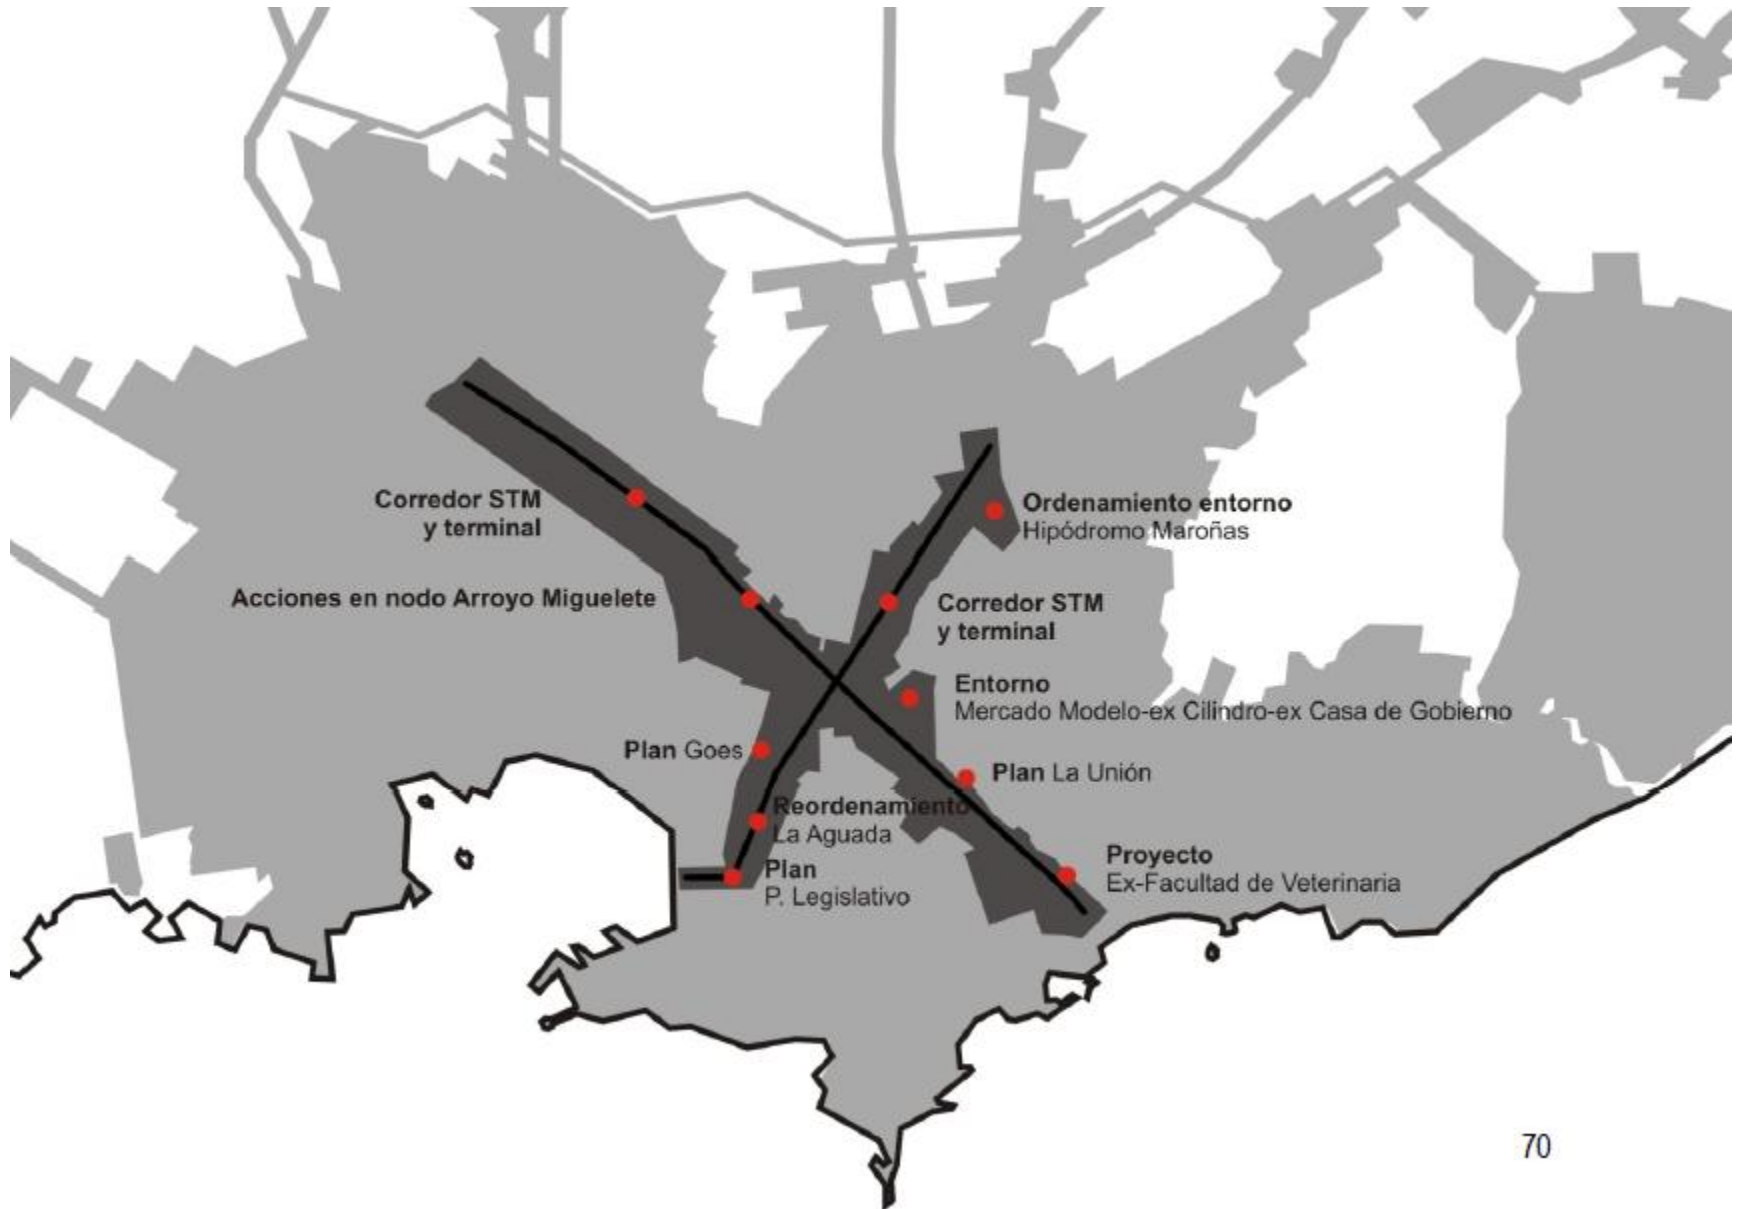 Corredor STM
y terminal
Ordenamiento entorno
Hipódromo Maroñas
Acciones en nodo Arroyo Miguelete
Corredor STM
y terminal
Entorno
Mercado Modelo-ex Cilindro-ex Casa de Gobierno
Plan Goes
Plan La Unión
Reordenamiento
La Aguada
Plan
P. Legislativo
Proyecto
Ex-Facultad de Veterinaria
70